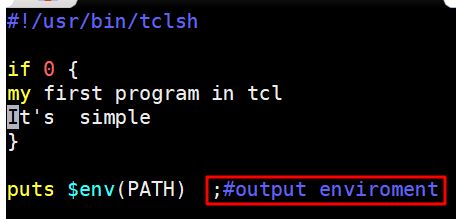 #!/usr/bin/tclsh
if 0 {
my first program in tcl
It's  simple
}
puts $env(PATH)  ;#output enviroment